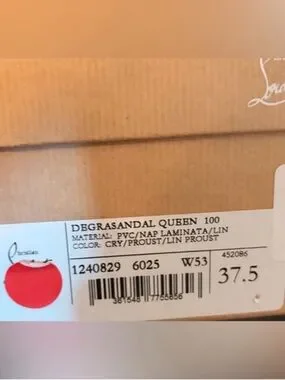 DEGRASANDAL QUEEN 100
MATERIAL: PVC/NAP LAMINATA/LIN
COLOR: CRY/PROUST/LIN PROUST
1240829 6025 W53
452086
37.5